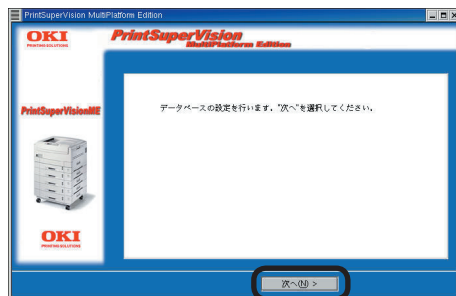 PrintSuperVision MultiPlatform Edition
OKI
PRINTING SOLUTIONS
PrintSuperVision
MultiPlatform Edition
データベースの設定を行います。"次へ"を選択してください。
PrintSuperVisionME
OKI
PRINTING SOLUTIONS
次へ(N) >